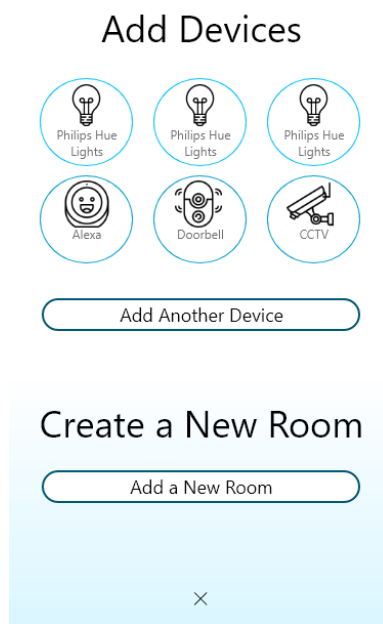 Add Devices
Philips Hue Philips Hue Philips Hue
Lights Lights Lights
Alexa Doorbell CCTV
Add Another Device
Create a New Room
Add a New Room